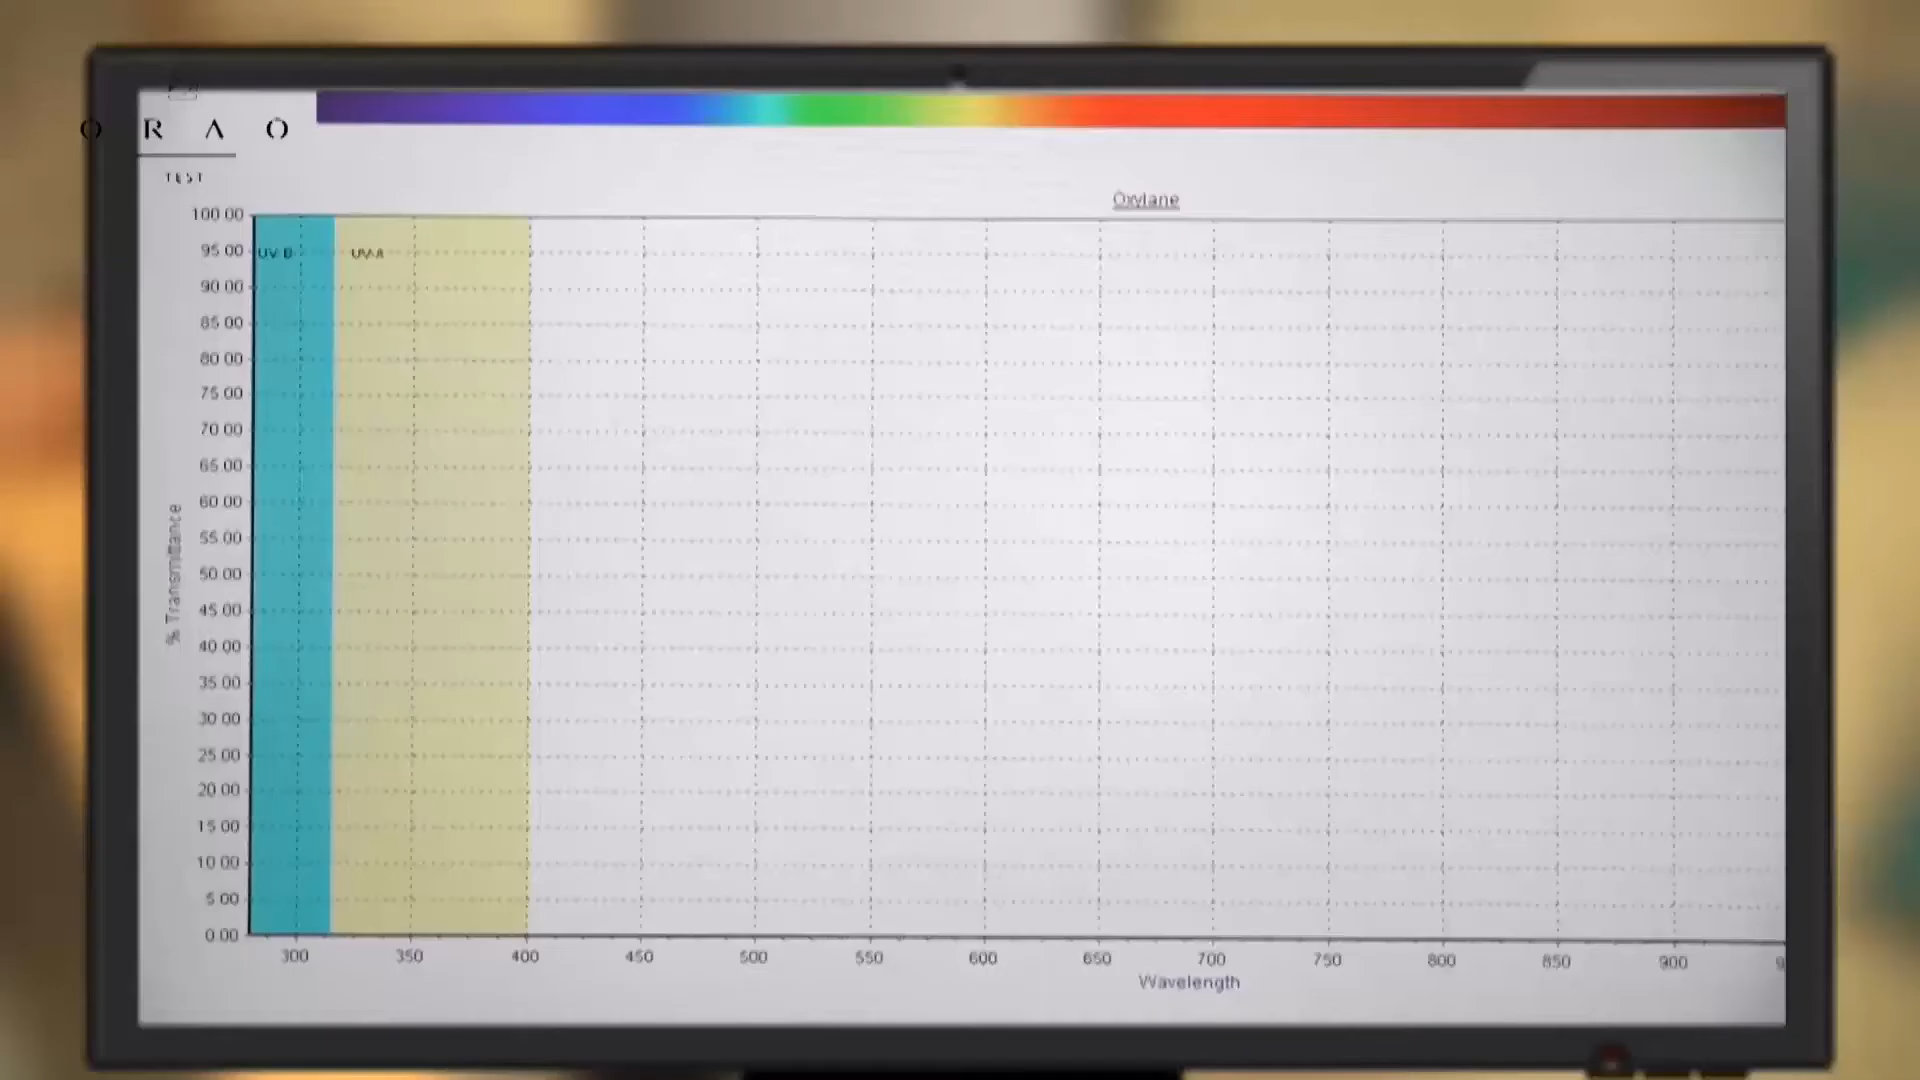 O R A O
TEST
Oxylane
100.00
95.00
UV B
UV-A
90.00
85.00
80.00
75.00
70.00
65.00
60.00
55.00
50.00
45.00
40.00
35.00
30.00
25.00
20.00
15.00
10.00
5.00
0.00
% Transmittance
300 350 400 450 500 550 600 650 700 750 800 850 900
Wavelength